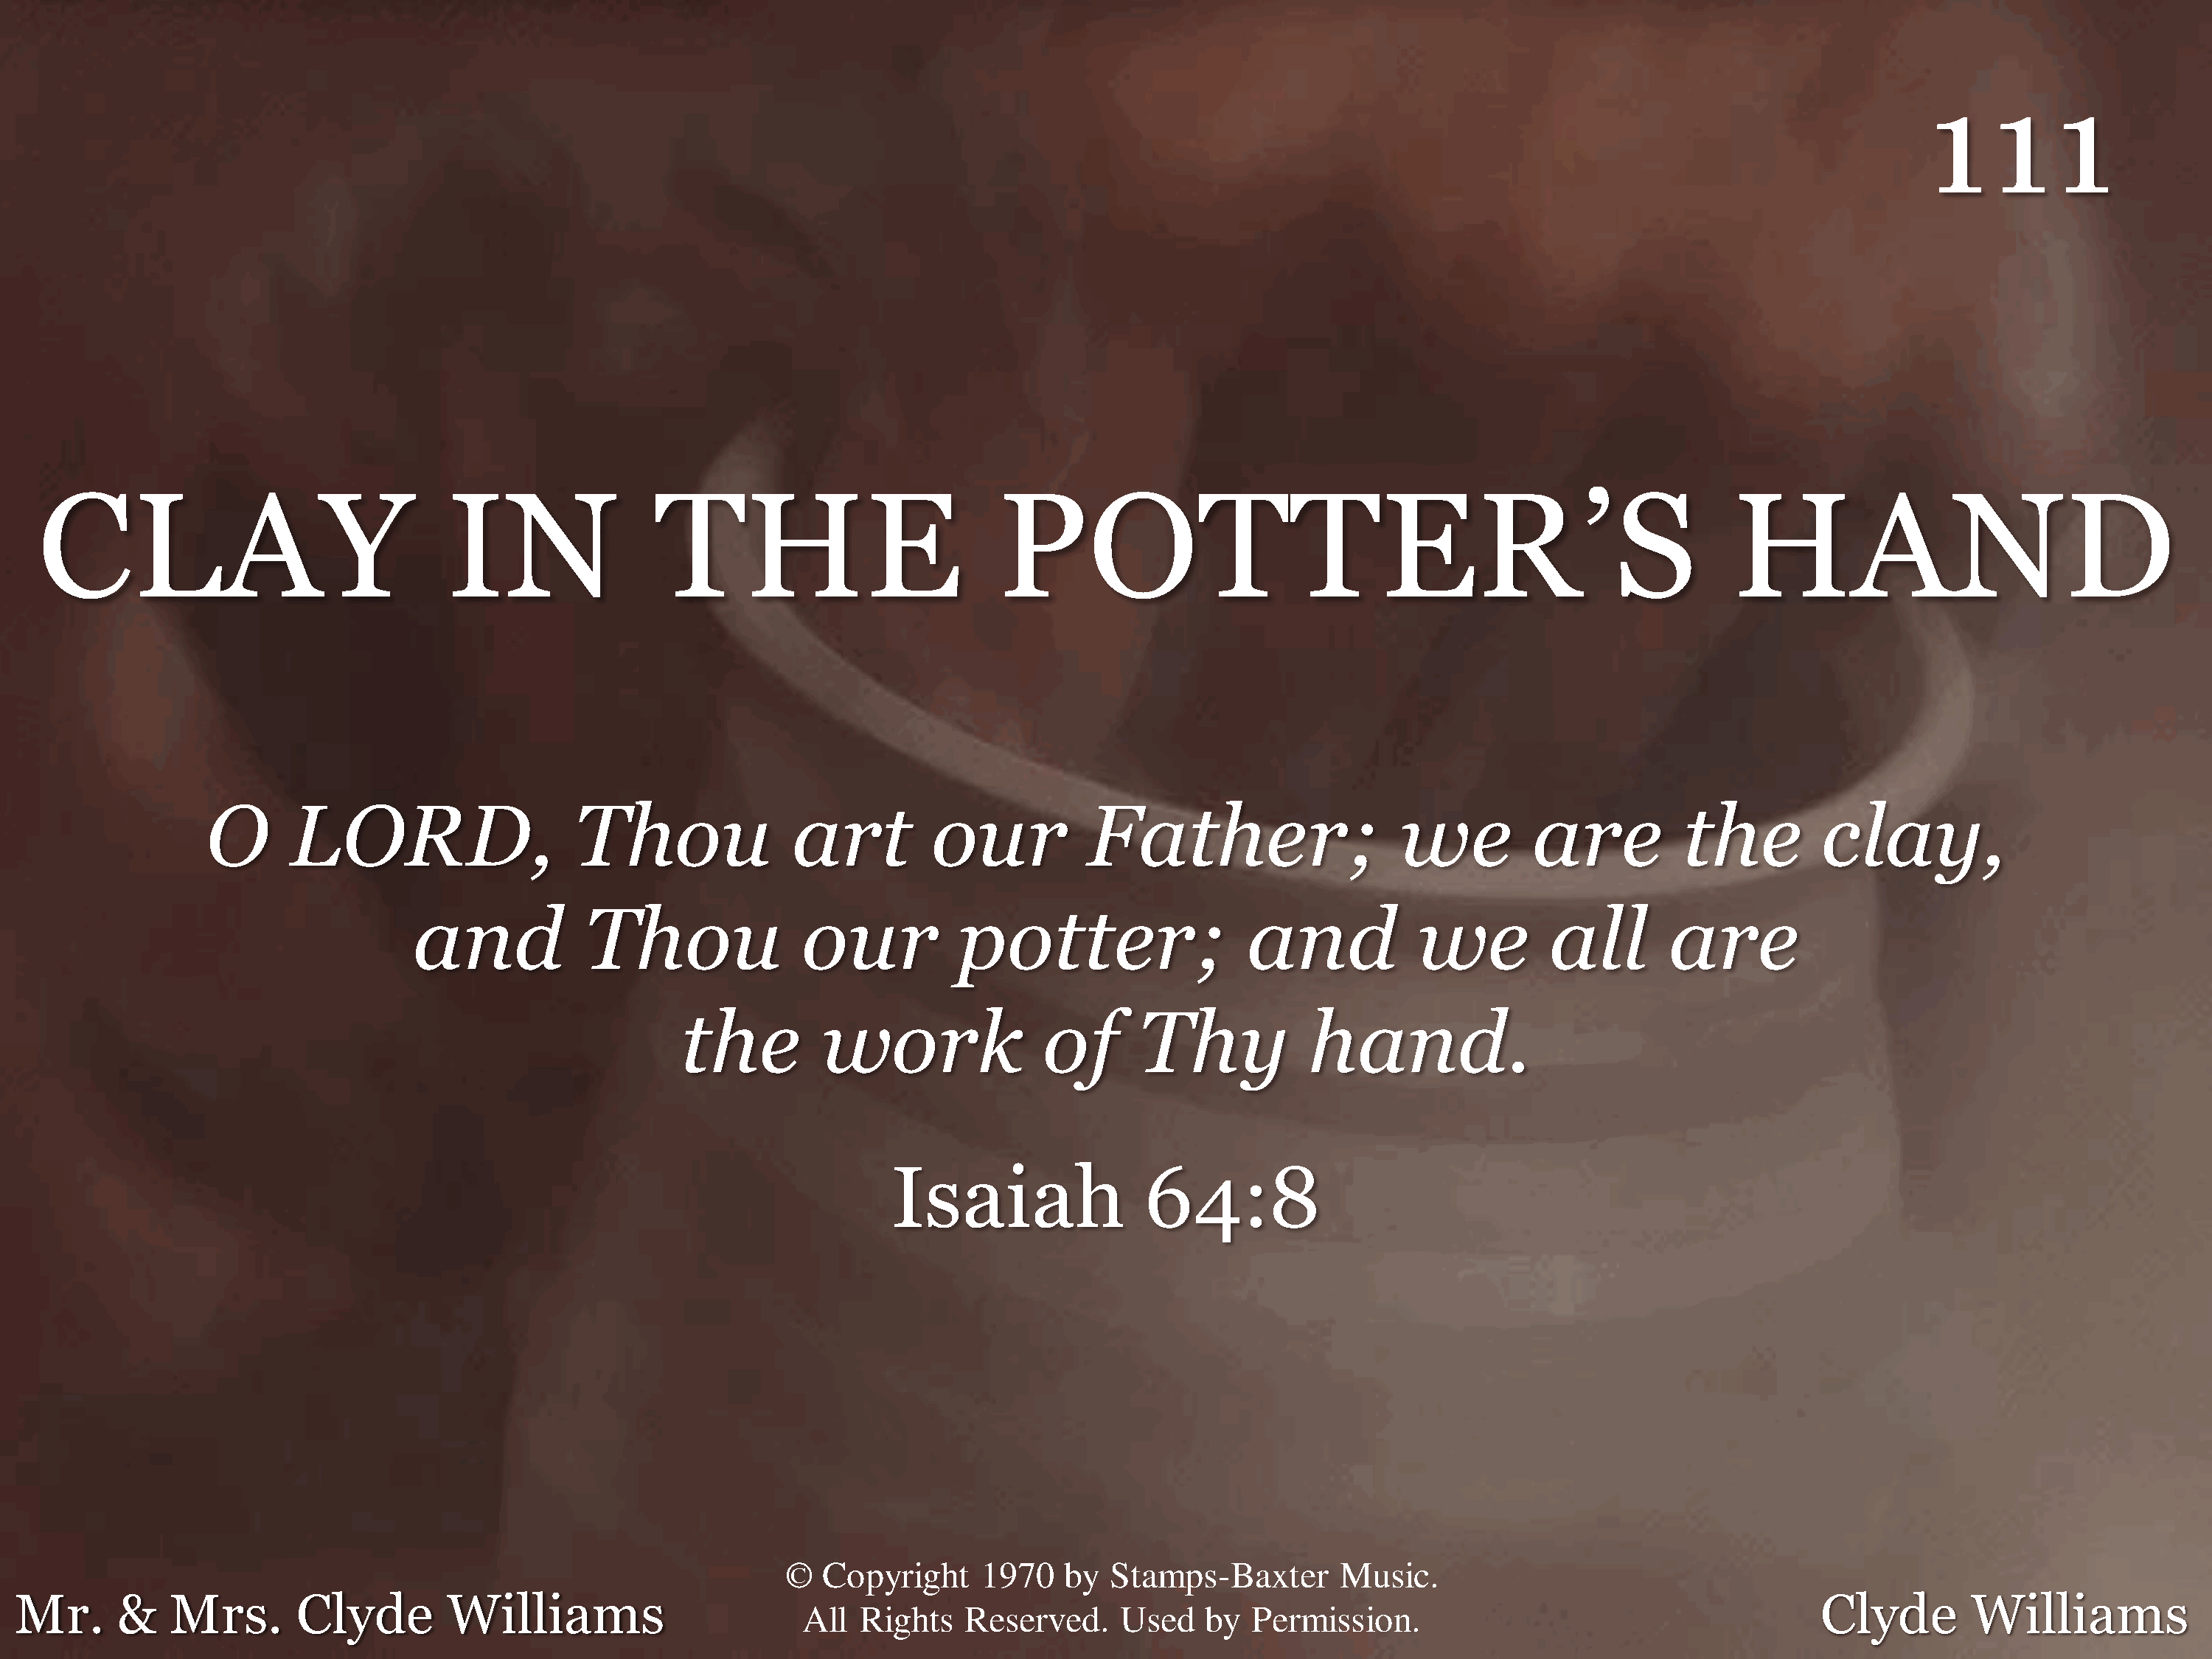 111
CLAY IN THE POTTER’S HAND
O LORD, Thou art our Father; we are the clay,
and Thou our potter; and we all are
the work of Thy hand.
Isaiah 64:8
© Copyright 1970 by Stamps-Baxter Music.
All Rights Reserved. Used by Permission.
Mr. & Mrs. Clyde Williams
Clyde Williams